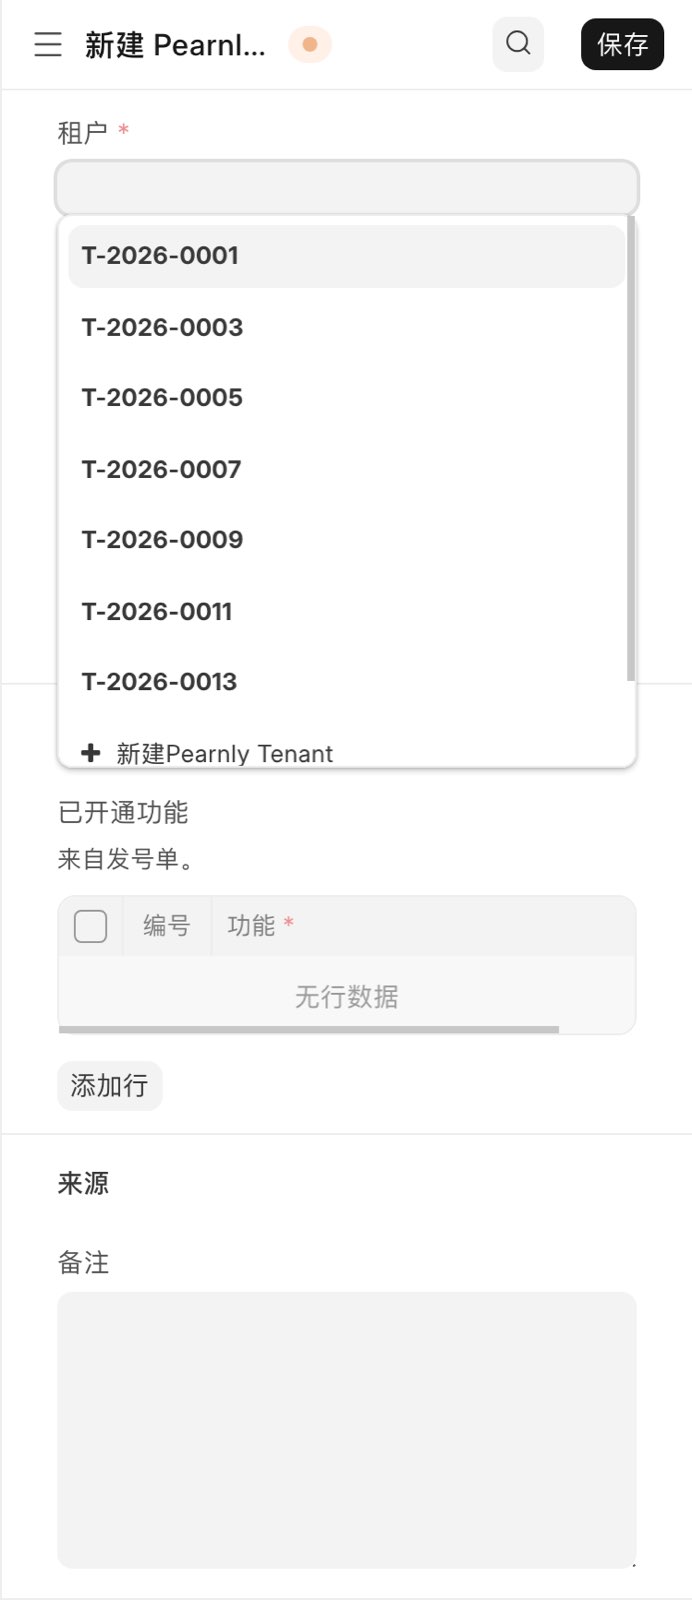 新建 Pearnl...
保存
租户 *
T-2026-0001
T-2026-0003
T-2026-0005
T-2026-0007
T-2026-0009
T-2026-0011
T-2026-0013
新建Pearnly Tenant
已开通功能
来自发号单。
编号 功能 *
无行数据
添加行
来源
备注